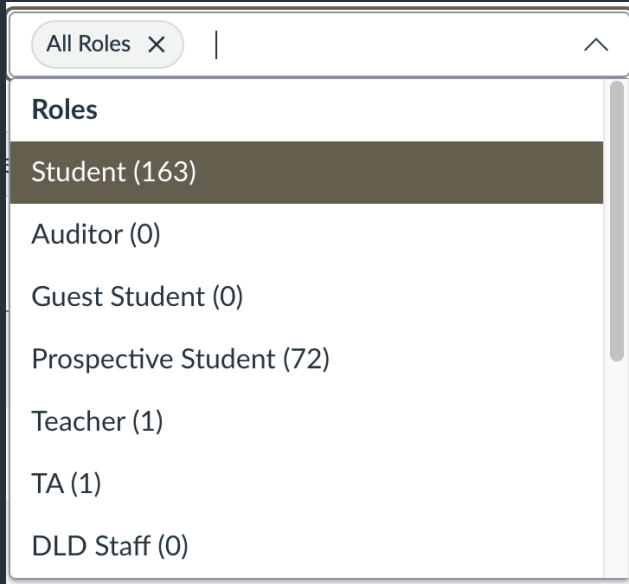 All Roles
Roles
Student (163)
Auditor (0)
Guest Student (0)
Prospective Student (72)
Teacher (1)
TA (1)
DLD Staff (0)